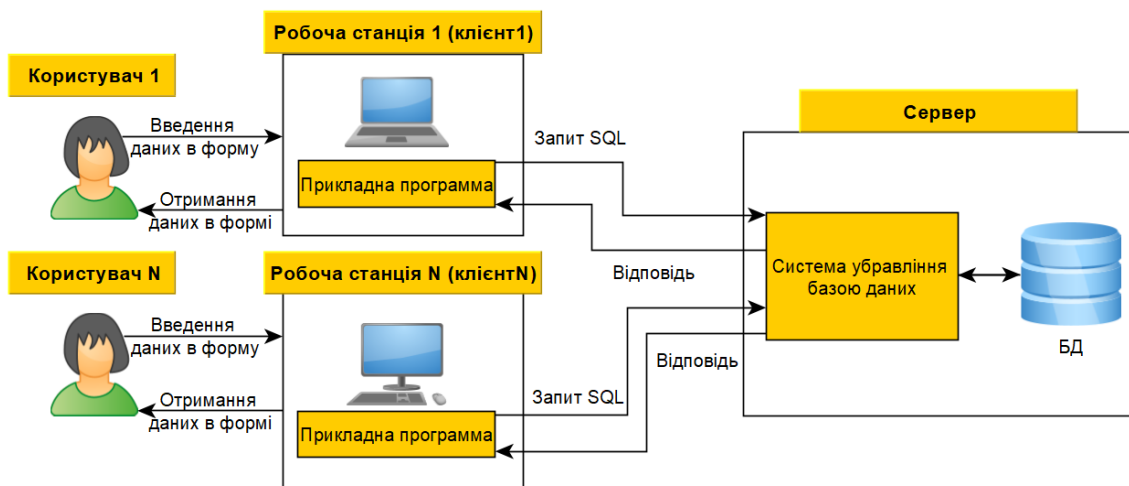 Робоча станція 1 (клієнт1)
Користувач 1
Введення
даних в форму
Отримання
даних в формі
Прикладна программа
Запит SQL
Відповідь
Сервер
Система убравління
базою даних
БД
Користувач N
Робоча станція N (клієнтN)
Введення
даних в форму
Отримання
даних в формі
Прикладна программа
Запит SQL
Відповідь